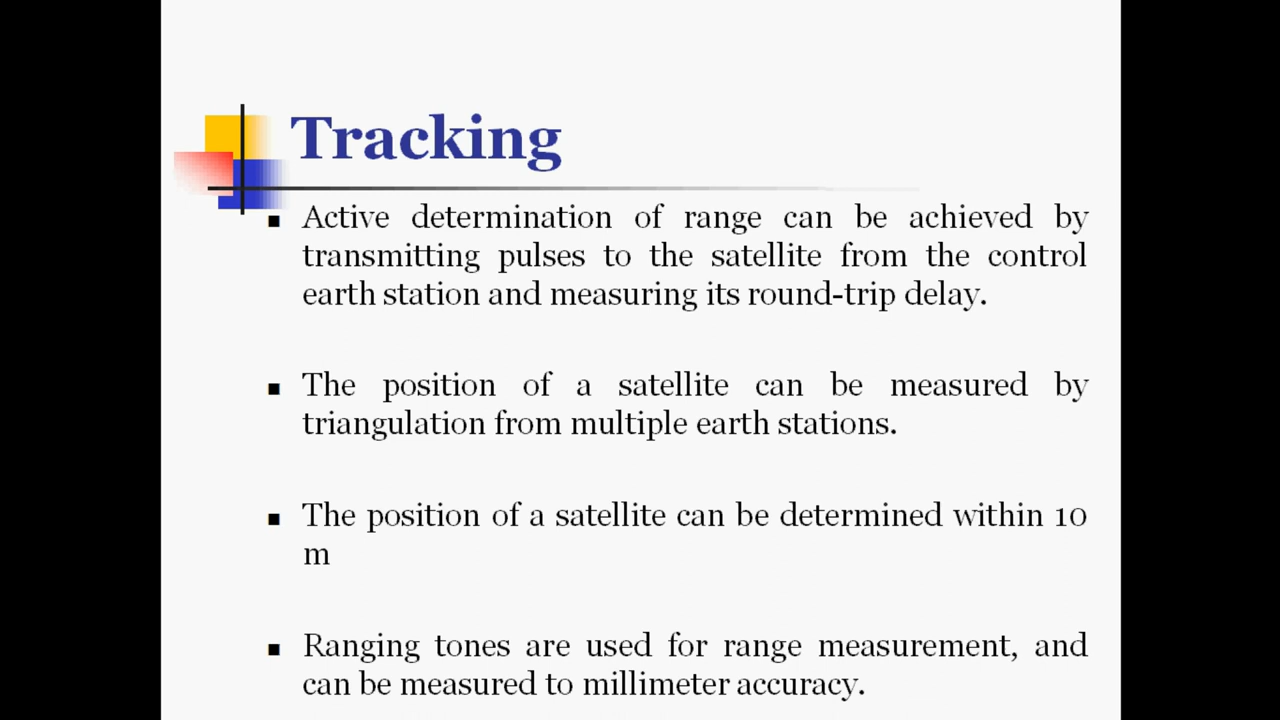 Tracking
Active determination of range can be achieved by
transmitting pulses to the satellite from the control
earth station and measuring its round-trip delay.
The position of a satellite can be measured by
triangulation from multiple earth stations.
The position of a satellite can be determined within 10
m
Ranging tones are used for range measurement, and
can be measured to millimeter accuracy.